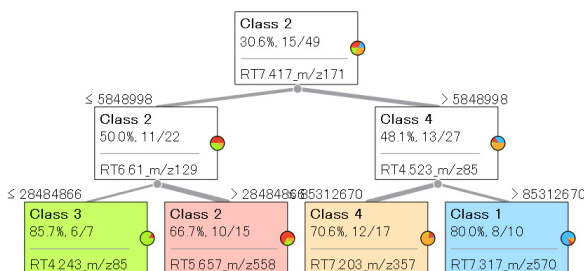 Class 2
30.6%, 15/49
RT7.417_m/z171
≤ 5848998
> 5848998
Class 2
50.0%, 11/22
RT6.61_m/z129
Class 4
48.1%, 13/27
RT4.523_m/z85
≤ 28484866
> 28484866
≤ 85312670
> 85312670
Class 3
85.7%, 6/7
RT4.243_m/z85
Class 2
66.7%, 10/15
RT5.657_m/z558
Class 4
70.6%, 12/17
RT7.203_m/z357
Class 1
80.0%, 8/10
RT7.317_m/z570